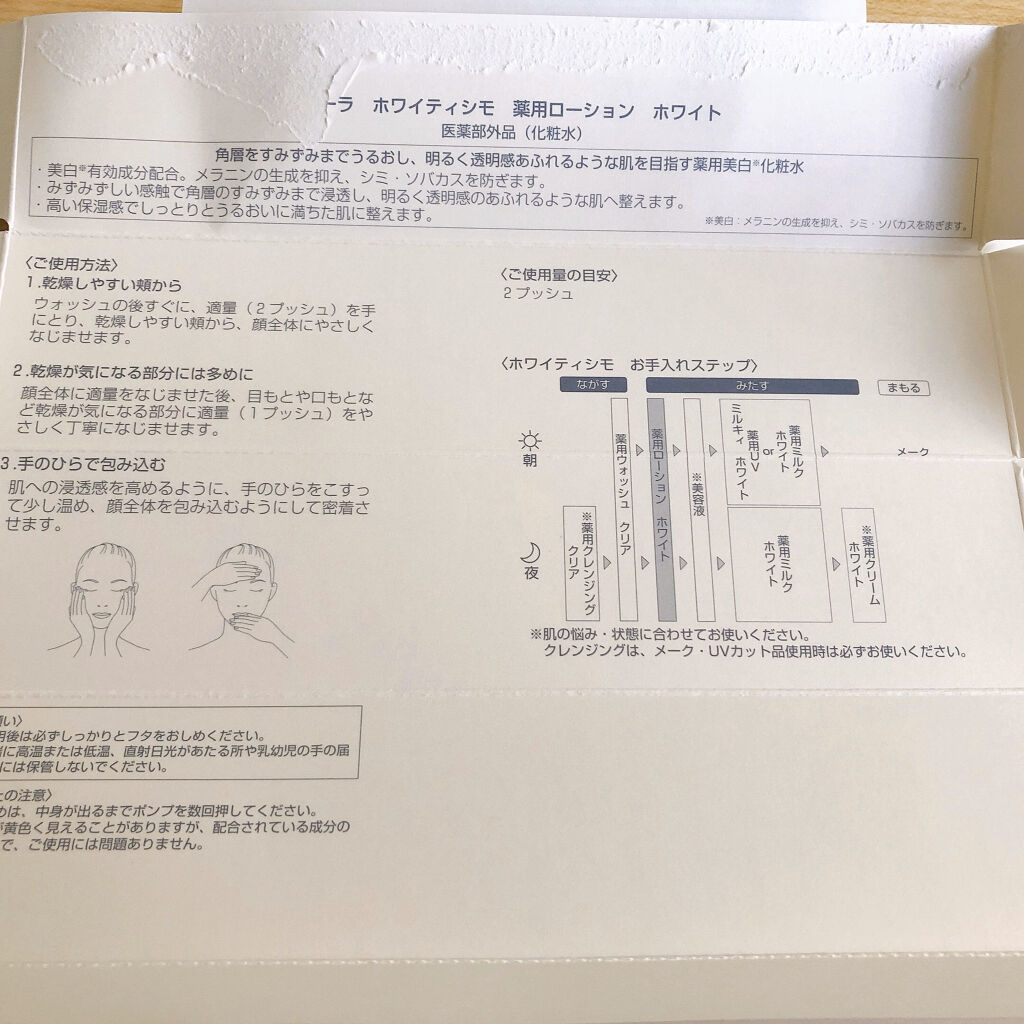 ーラ　ホワイティシモ　薬用ローション　ホワイト
医薬部外品（化粧水）
角層をすみずみまでうるおし、明るく透明感あふれるような肌を目指す薬用美白※化粧水
・美白※有効成分配合。メラニンの生成を抑え、シミ・ソバカスを防ぎます。
・みずみずしい感触で角層のすみずみまで浸透し、明るく透明感のあふれるような肌へ整えます。
・高い保湿感でしっとりとうるおいに満ちた肌に整えます。
※美白：メラニンの生成を抑え、シミ・ソバカスを防ぎます。
〈ご使用方法〉
1.乾燥しやすい頬から
ウォッシュの後すぐに、適量（2プッシュ）を手
にとり、乾燥しやすい頬から、顔全体にやさしく
なじませます。
2.乾燥が気になる部分には多めに
顔全体に適量をなじませた後、目もとや口もとな
ど乾燥が気になる部分に適量（1プッシュ）をや
さしく丁寧になじませます。
3.手のひらで包み込む
肌への浸透感を高めるように、手のひらをこすっ
て少し温め、顔全体を包み込むようにして密着さ
せます。
〈ご使用量の目安〉
2プッシュ
〈ホワイティシモ　お手入れステップ〉
ながす
みたす
まもる
朝
夜
※薬用クレンジング
クリア
薬用ウォッシュ　クリア
薬用ローション　ホワイト
※美容液
薬用ミルク
ホワイト
or
薬用UV
ミルキィ　ホワイト
メーク
薬用ミルク
ホワイト
※薬用クリーム
ホワイト
※肌の悩み・状態に合わせてお使いください。
クレンジングは、メーク・UVカット品使用時は必ずお使いください。
願い〉
用後は必ずしっかりとフタをおしめください。
に高温または低温、直射日光があたる所や乳幼児の手の届
には保管しないでください。
の注意〉
めは、中身が出るまでポンプを数回押してください。
が黄色く見えることがありますが、配合されている成分の
で、ご使用には問題ありません。